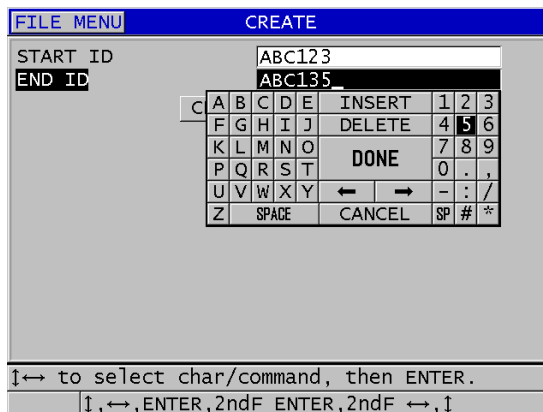 FILE MENU CREATE
START ID ABC123
END ID ABC135_
A B C D E INSERT 1 2 3
F G H I J DELETE 4 5 6
K L M N O DONE 7 8 9
P Q R S T 0 . ,
U V W X Y ← → - : /
Z SPACE CANCEL SP # *
↕↔ to select char/command, then ENTER.
↕,↔,ENTER,2ndF ENTER,2ndF ↔,↕